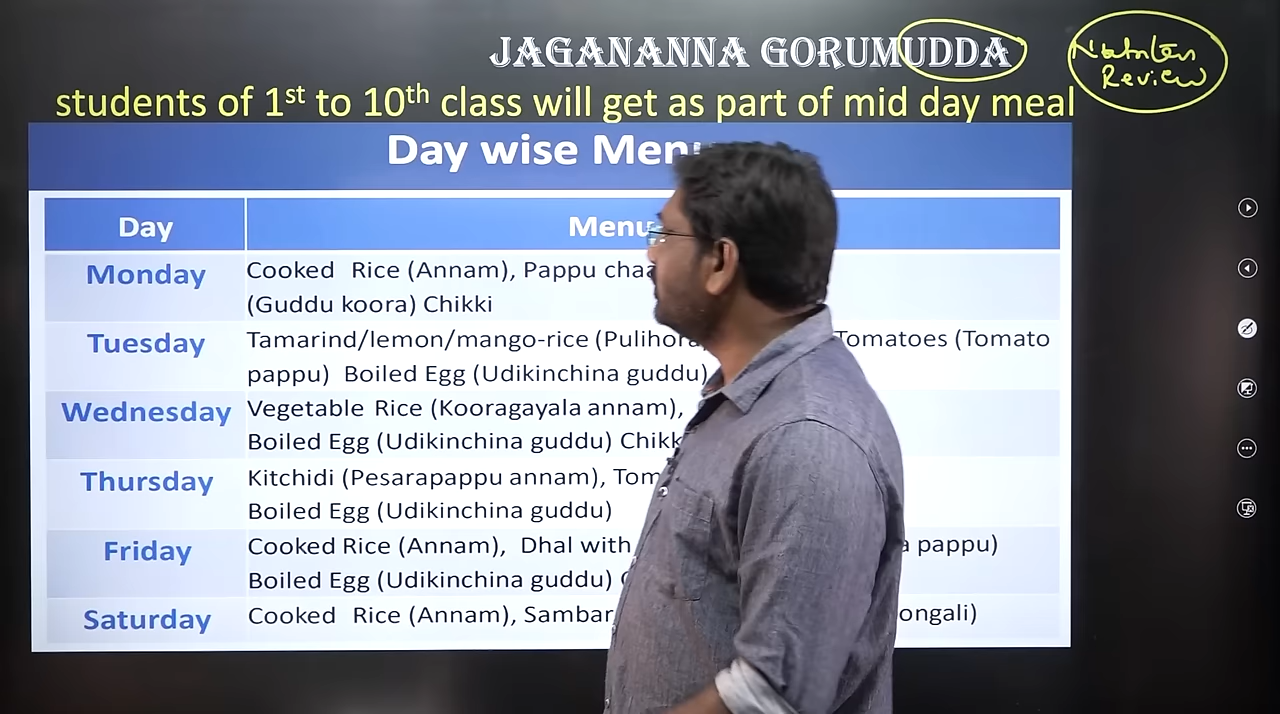 JAGANANNA GORUMUDDA
Review
students of 1st to 10th class will get as part of mid day meal
Day wise Menu
Day Menu
Monday Cooked Rice (Annam), Pappu
(Guddu koora) Chikki
Tuesday Tamarind/lemon/mango-rice (Pulihora) Tomatoes (Tomato
pappu) Boiled Egg (Udikinchina guddu)
Wednesday Vegetable Rice (Kooragayala annam),
Boiled Egg (Udikinchina guddu) Chikk
Thursday Kitchidi (Pesarapappu annam), Tom
Boiled Egg (Udikinchina guddu)
Friday Cooked Rice (Annam), Dhal with a pappu)
Boiled Egg (Udikinchina guddu)
Saturday Cooked Rice (Annam), Sambar ongali)